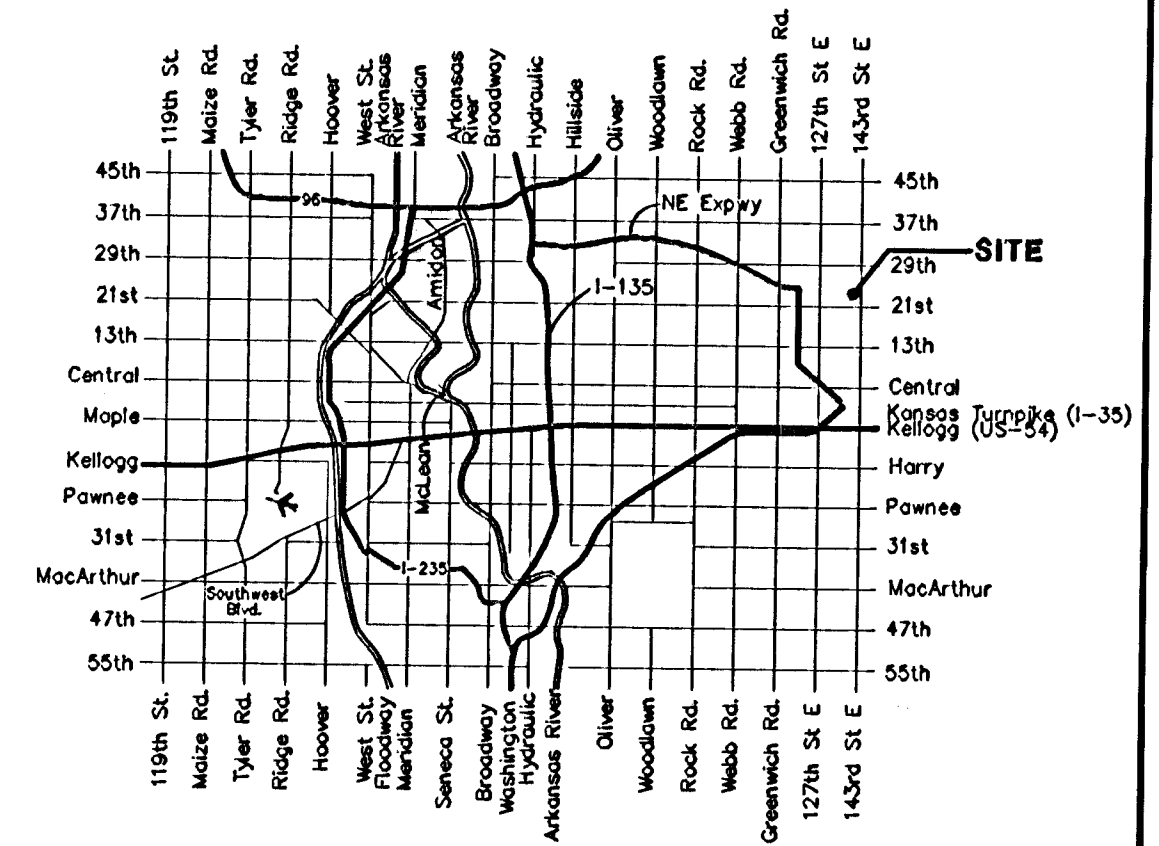 119th St.
Maize Rd.
Tyler Rd.
Ridge Rd.
Hoover
West St.
Arkansas
River
Meridian
Arkansas
River
Broadway
Hydraulic
Hillside
Oliver
Woodlawn
Rock Rd.
Webb Rd.
Greenwich Rd.
127th St E
143rd St E
45th
37th
29th
21st
13th
Central
Maple
Kellogg
Pawnee
31st
MacArthur
47th
55th
96
Amidon
I-135
NE Expwy
SITE
McLean
I-235
Southwest
Blvd.
45th
37th
29th
21st
13th
Central
Kansas Turnpike (I-35)
Kellogg (US-54)
Harry
Pawnee
31st
MacArthur
47th
55th
119th St.
Maize Rd.
Tyler Rd.
Ridge Rd.
Hoover
West St.
Floodway
Meridian
Seneca St.
Broadway
Washington
Hydraulic
Arkansas River
Oliver
Woodlawn
Rock Rd.
Webb Rd.
Greenwich Rd.
127th St E
143rd St E